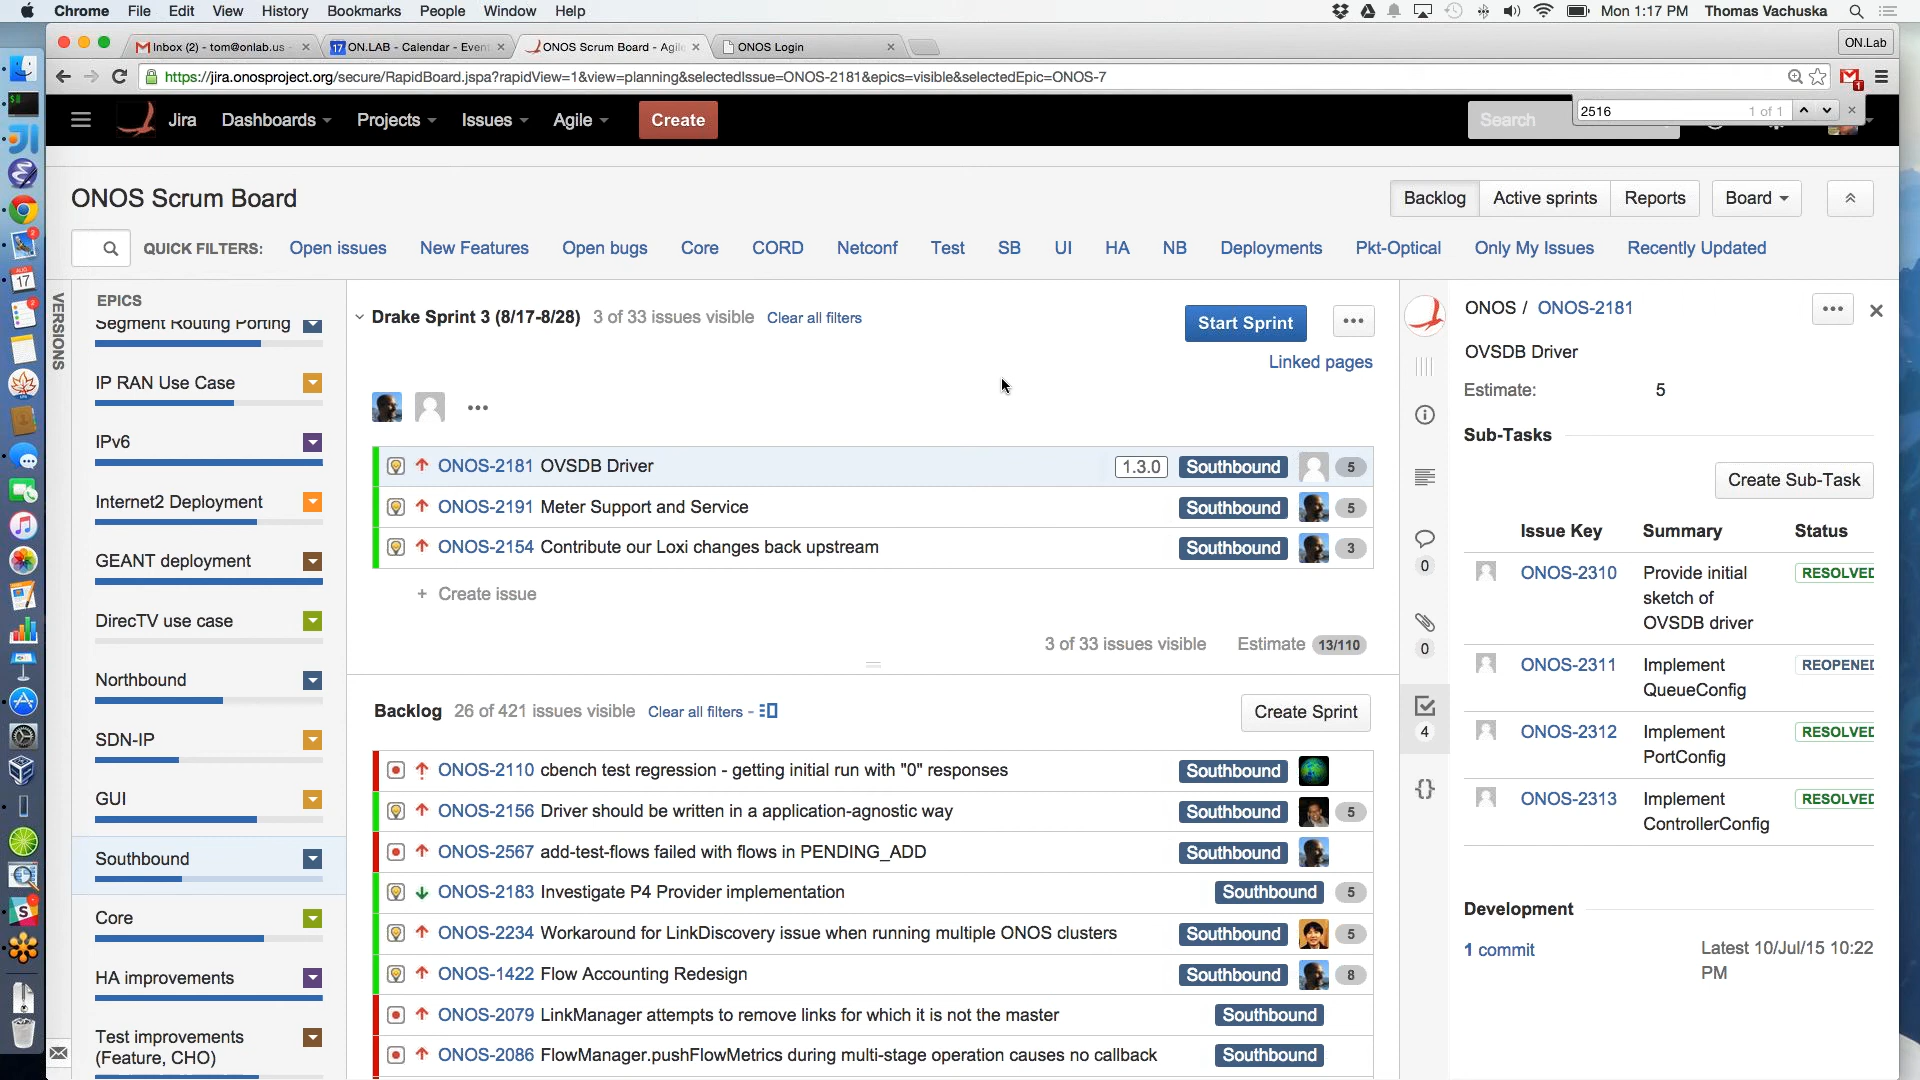 Chrome File Edit View History Bookmarks People Window Help Mon 1:17 PM Thomas Vachuska
Inbox (2) - tom@onlab.us
ON.LAB - Calendar - Event
ONOS Scrum Board - Agile
ONOS Login
ON.Lab
https://jira.onosproject.org/secure/RapidBoard.jspa?rapidView=1&view=planning&selectedIssue=ONOS-2181&epics=visible&selectedEpic=ONOS-7
Jira Dashboards Projects Issues Agile Create Search
2516 1 of 1
ONOS Scrum Board
Backlog Active sprints Reports Board
QUICK FILTERS: Open issues New Features Open bugs Core CORD Netconf Test SB UI HA NB Deployments Pkt-Optical Only My Issues Recently Updated
VERSIONS
EPICS
Segment Routing Porting
IP RAN Use Case
IPv6
Internet2 Deployment
GEANT deployment
DirecTV use case
Northbound
SDN-IP
GUI
Southbound
Core
HA improvements
Test improvements
(Feature, CHO)
Drake Sprint 3 (8/17-8/28) 3 of 33 issues visible Clear all filters
Start Sprint
Linked pages
ONOS-2181 OVSDB Driver 1.3.0 Southbound 5
ONOS-2191 Meter Support and Service Southbound 5
ONOS-2154 Contribute our Loxi changes back upstream Southbound 3
+ Create issue
3 of 33 issues visible Estimate 13/110
Backlog 26 of 421 issues visible Clear all filters -
Create Sprint
ONOS-2110 cbench test regression - getting initial run with "0" responses Southbound
ONOS-2156 Driver should be written in a application-agnostic way Southbound 5
ONOS-2567 add-test-flows failed with flows in PENDING_ADD Southbound
ONOS-2183 Investigate P4 Provider implementation Southbound 5
ONOS-2234 Workaround for LinkDiscovery issue when running multiple ONOS clusters Southbound 5
ONOS-1422 Flow Accounting Redesign Southbound 8
ONOS-2079 LinkManager attempts to remove links for which it is not the master Southbound
ONOS-2086 FlowManager.pushFlowMetrics during multi-stage operation causes no callback Southbound
0
0
4
ONOS / ONOS-2181
OVSDB Driver
Estimate: 5
Sub-Tasks
Create Sub-Task
Issue Key Summary Status
ONOS-2310 Provide initial RESOLVED
sketch of
OVSDB driver
ONOS-2311 Implement REOPENED
QueueConfig
ONOS-2312 Implement RESOLVED
PortConfig
ONOS-2313 Implement RESOLVED
ControllerConfig
Development
1 commit Latest 10/Jul/15 10:22
PM